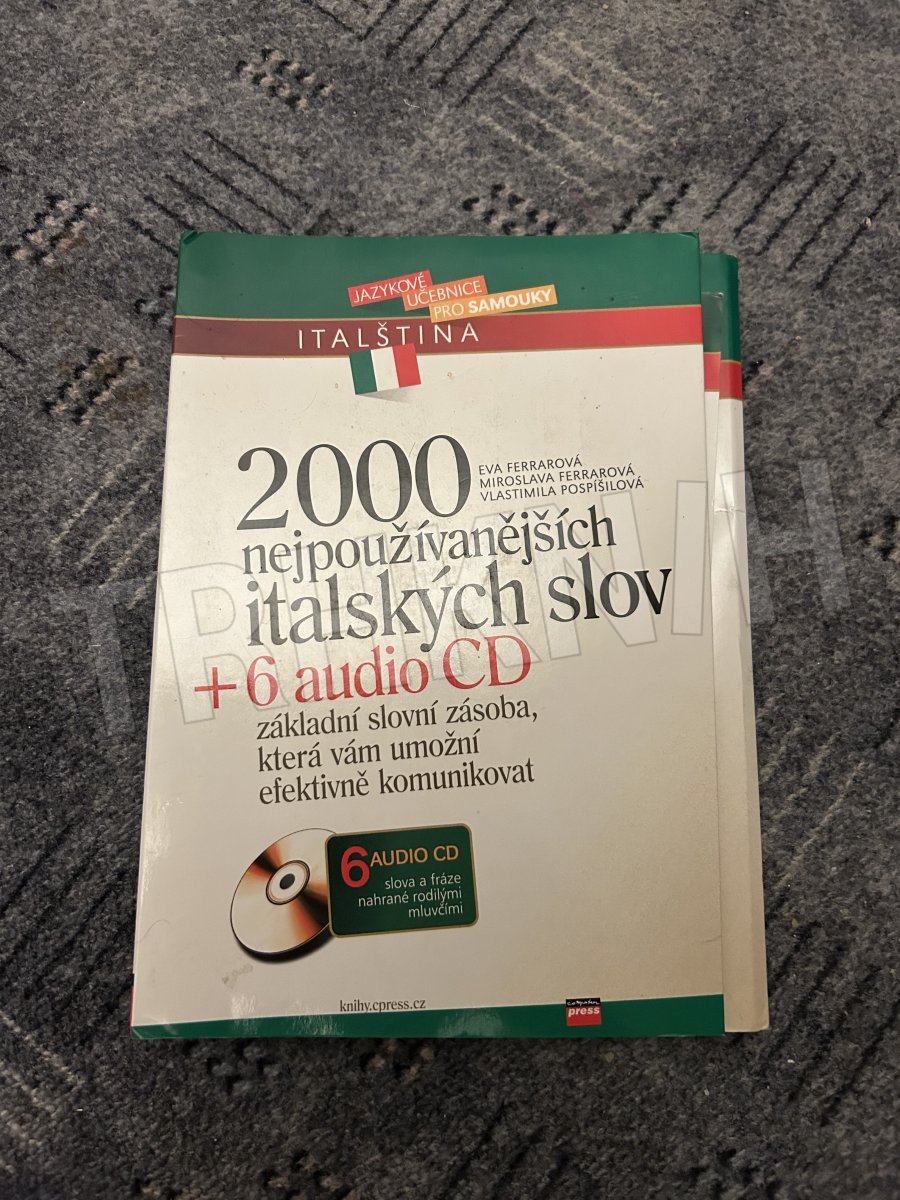 JAZYKOVÉ
UČEBNICE
PRO SAMOUKY
ITALŠTINA
2000
EVA FERRAROVÁ
MIROSLAVA FERRAROVÁ
VLASTIMILA POSPÍŠILOVÁ
nejpoužívanějších
italských slov
+ 6 audio CD
základní slovní zásoba,
která vám umožní
efektivně komunikovat
6 AUDIO CD
slova a fráze
nahrané rodilými
mluvčími
knihy.cpress.cz
computer
press